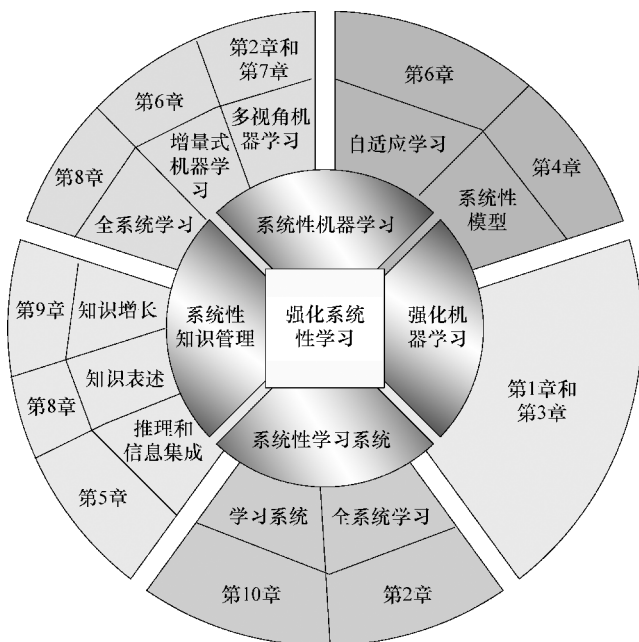 第2章和
第7章
第6章
第6章
多视角机
器学习
增量式
机器学
习
自适应学习
第8章
第4章
全系统学习
系统性机器学习
系统性
模型
第9章
知识增长
系统性
知识管理
强化系统
性学习
强化机
器学习
知识表述
第8章
第1章和
第3章
推理和
信息集成
系统性学习系统
第5章
学习系统
全系统学习
第10章
第2章